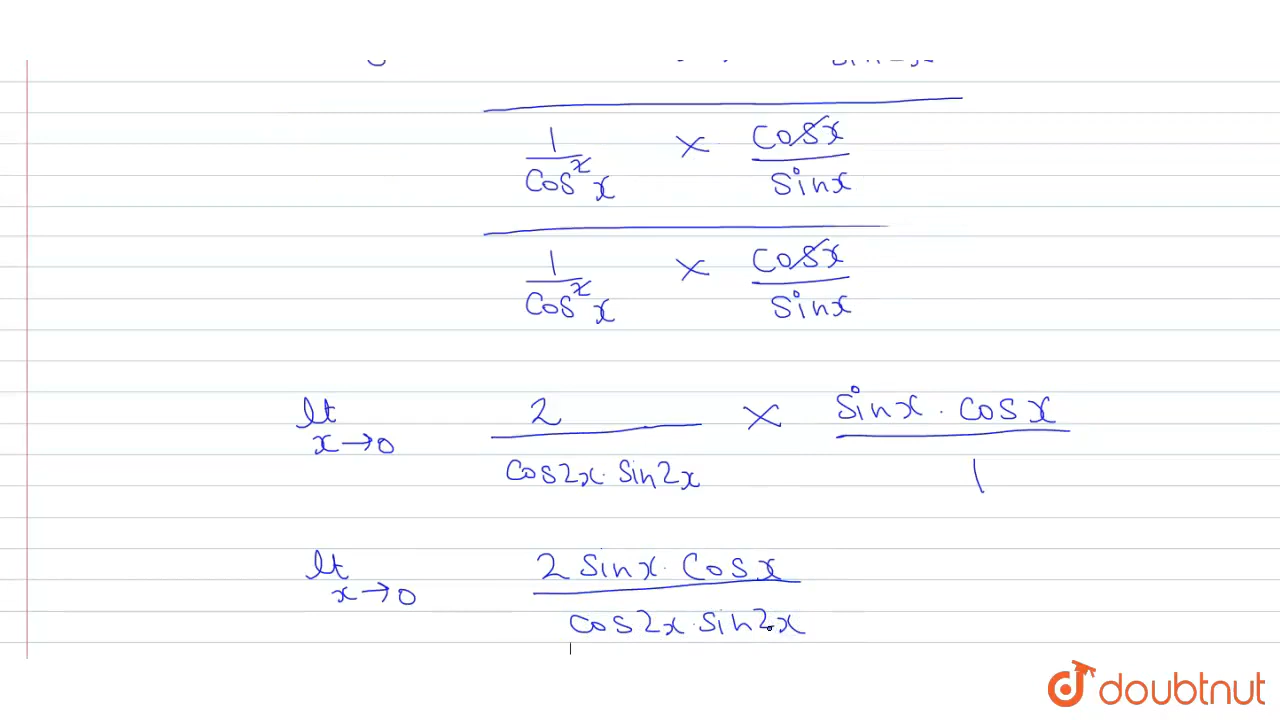 1 × cosx
cos²x sinx
1 × cosx
cos²x sinx
lt 2 × sinx . cosx
x→0 cos2x . sin2x 1
lt 2 sinx . cosx
x→0 cos2x . sin2x
doubtnut